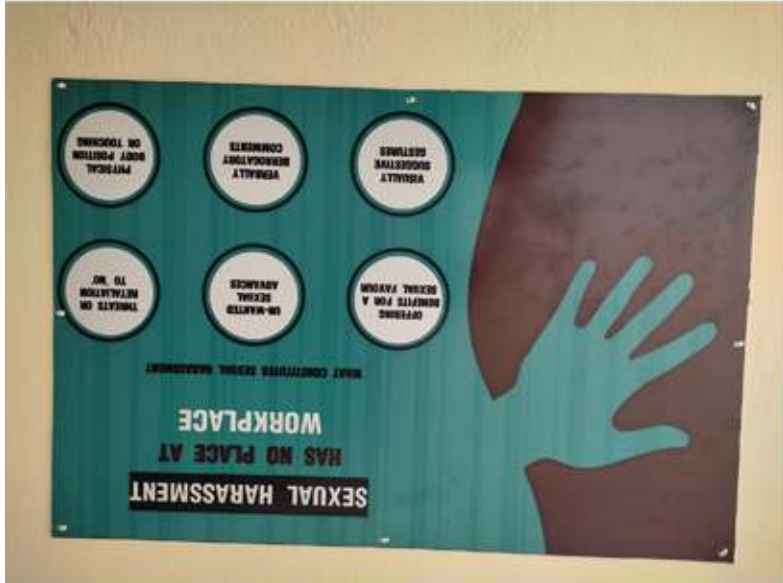 SEXUAL HARASSMENT
HAS NO PLACE AT
WORKPLACE
WHAT CONSTITUTES SEXUAL HARASSMENT
OFFERING
BENEFITS FOR A
SEXUAL FAVOUR
UN-WANTED
SEXUAL
ADVANCES
THREATS OR
RETALIATION
TO 'NO'
VISUALLY
SUGGESTIVE
GESTURES
VERBALLY
DERROGATORY
COMMENTS
PHYSICAL
BODY POSITION
OR TOUCHING